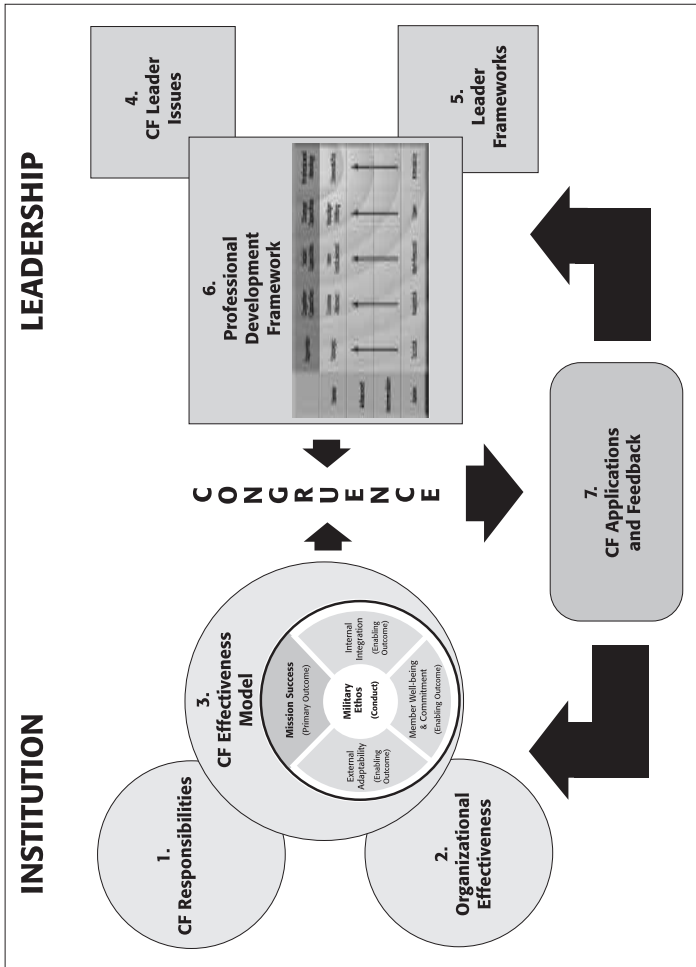 INSTITUTION
LEADERSHIP
1.
CF Responsibilities
2.
Organizational
Effectiveness
3.
CF Effectiveness
Model
Mission Success
(Primary Outcome)
External
Adaptability
(Enabling
Outcome)
Military
Ethos
(Conduct)
Internal
Integration
(Enabling
Outcome)
Member Well-being
& Commitment
(Enabling Outcome)
CONGRUENCE
4.
CF Leader
Issues
5.
Leader
Frameworks
6.
Professional
Development
Framework
7.
CF Applications
and Feedback